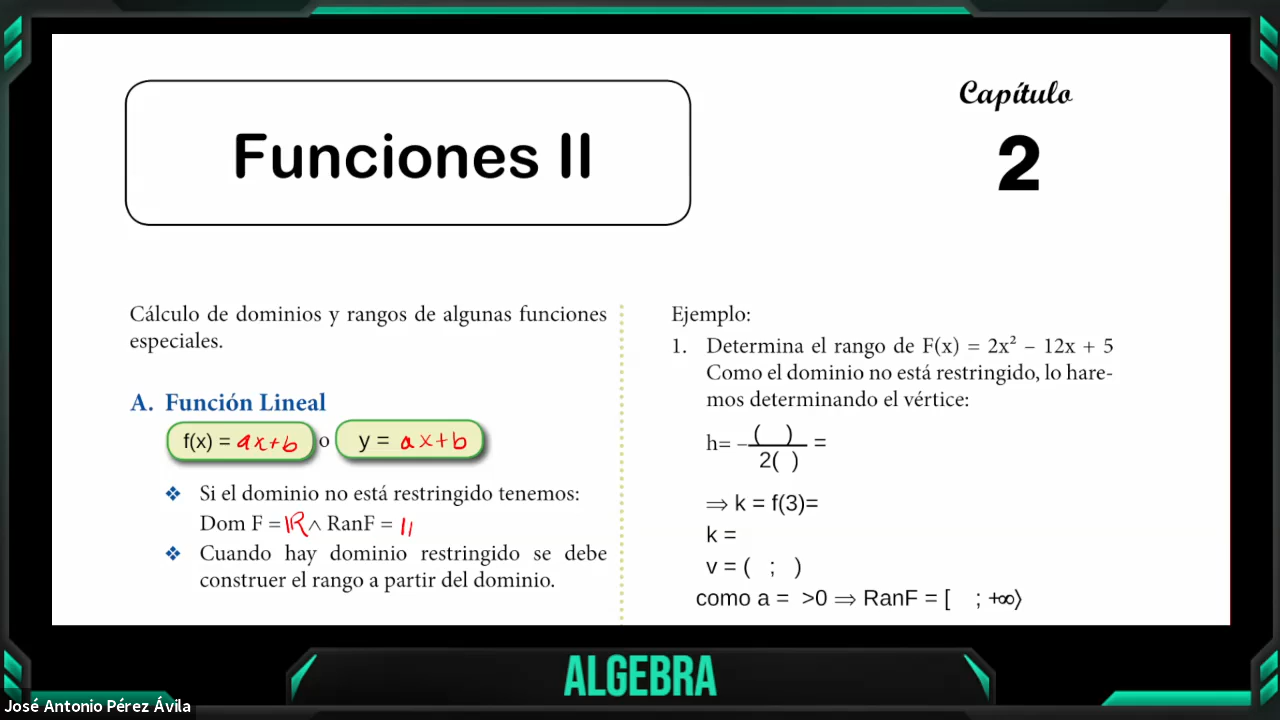 Funciones II
Capítulo
2
Cálculo de dominios y rangos de algunas funciones
especiales.
A. Función Lineal
f(x) = ax+b o y = ax+b
❖ Si el dominio no está restringido tenemos:
Dom F = IR ∧ RanF =
❖ Cuando hay dominio restringido se debe
construer el rango a partir del dominio.
Ejemplo:
1. Determina el rango de F(x) = 2x² – 12x + 5
Como el dominio no está restringido, lo hare-
mos determinando el vértice:
h= –( )/2( ) =
⇒ k = f(3)=
k =
v = ( ; )
como a = >0 ⇒ RanF = [ ; +∞⟩
ALGEBRA
José Antonio Pérez Ávila